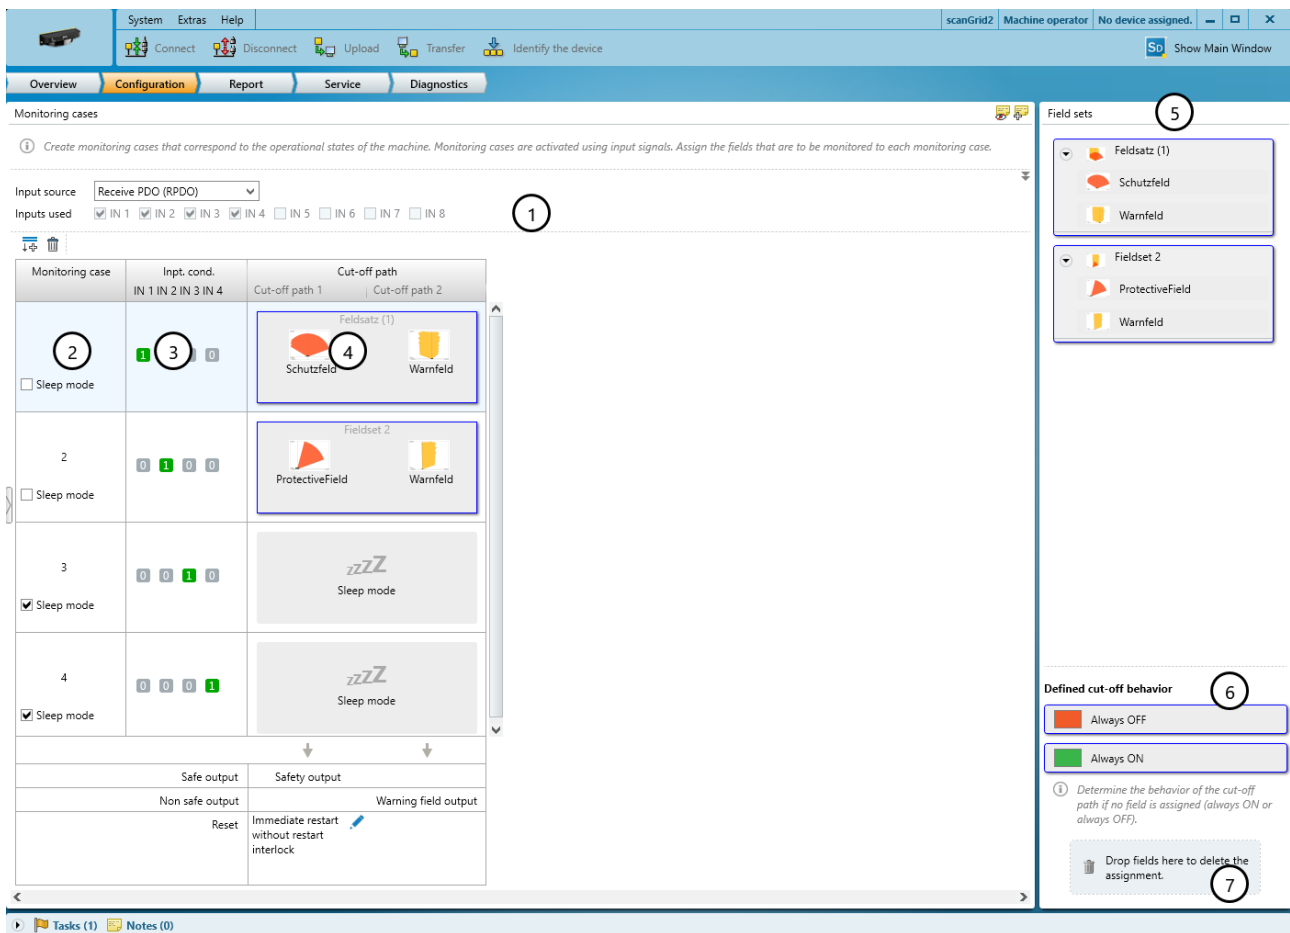 System Extras Help
scanGrid2 Machine operator No device assigned.
Connect Disconnect Upload Transfer Identify the device
SD Show Main Window
Overview Configuration Report Service Diagnostics
Monitoring cases
Create monitoring cases that correspond to the operational states of the machine. Monitoring cases are activated using input signals. Assign the fields that are to be monitored to each monitoring case.
Input source Receive PDO (RPDO)
Inputs used IN 1 IN 2 IN 3 IN 4 IN 5 IN 6 IN 7 IN 8
1
Monitoring case Inpt. cond. Cut-off path
IN 1 IN 2 IN 3 IN 4 Cut-off path 1 Cut-off path 2
Feldsatz (1)
2 1 3 0 4
Schutzfeld Warnfeld
Sleep mode
Fieldset 2
2 0 1 0 0
ProtectiveField Warnfeld
Sleep mode
3 0 0 1 0
zzZZZ
Sleep mode
Sleep mode
4 0 0 0 1
zzZZZ
Sleep mode
Sleep mode
Safe output Safety output
Non safe output Warning field output
Reset Immediate restart
without restart
interlock
Field sets 5
Feldsatz (1)
Schutzfeld
Warnfeld
Fieldset 2
ProtectiveField
Warnfeld
Defined cut-off behavior 6
Always OFF
Always ON
Determine the behavior of the cut-off
path if no field is assigned (always ON or
always OFF).
Drop fields here to delete the
assignment.
7
Tasks (1) Notes (0)